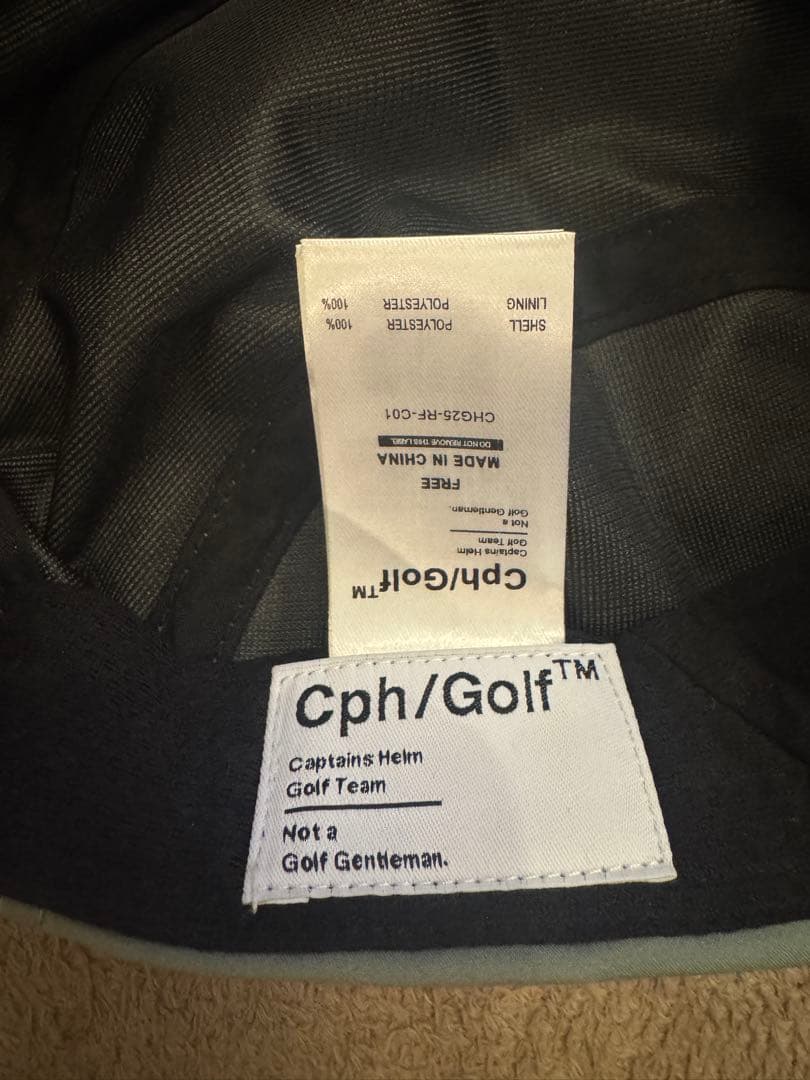 LINING POLYESTER 100%
SHELL POLYESTER 100%
CHG25-RF-C01
DO NOT REMOVE THIS LABEL
MADE IN CHINA
FREE
Golf Gentleman.
Not a
Golf Team
Captains Helm
Cph/Golf™
Cph/Golf™
Captains Helm
Golf Team
Not a
Golf Gentleman.